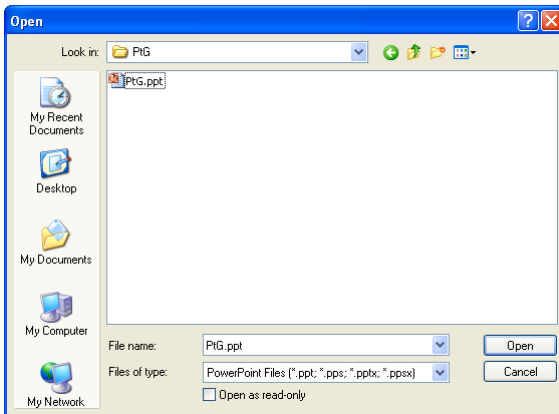 Open
Look in:
PtG
PtG.ppt
My Recent
Documents
Desktop
My Documents
My Computer
My Network
File name:
PtG.ppt
Open
Files of type:
PowerPoint Files (*.ppt; *.pps; *.pptx; *.ppsx)
Cancel
Open as read-only